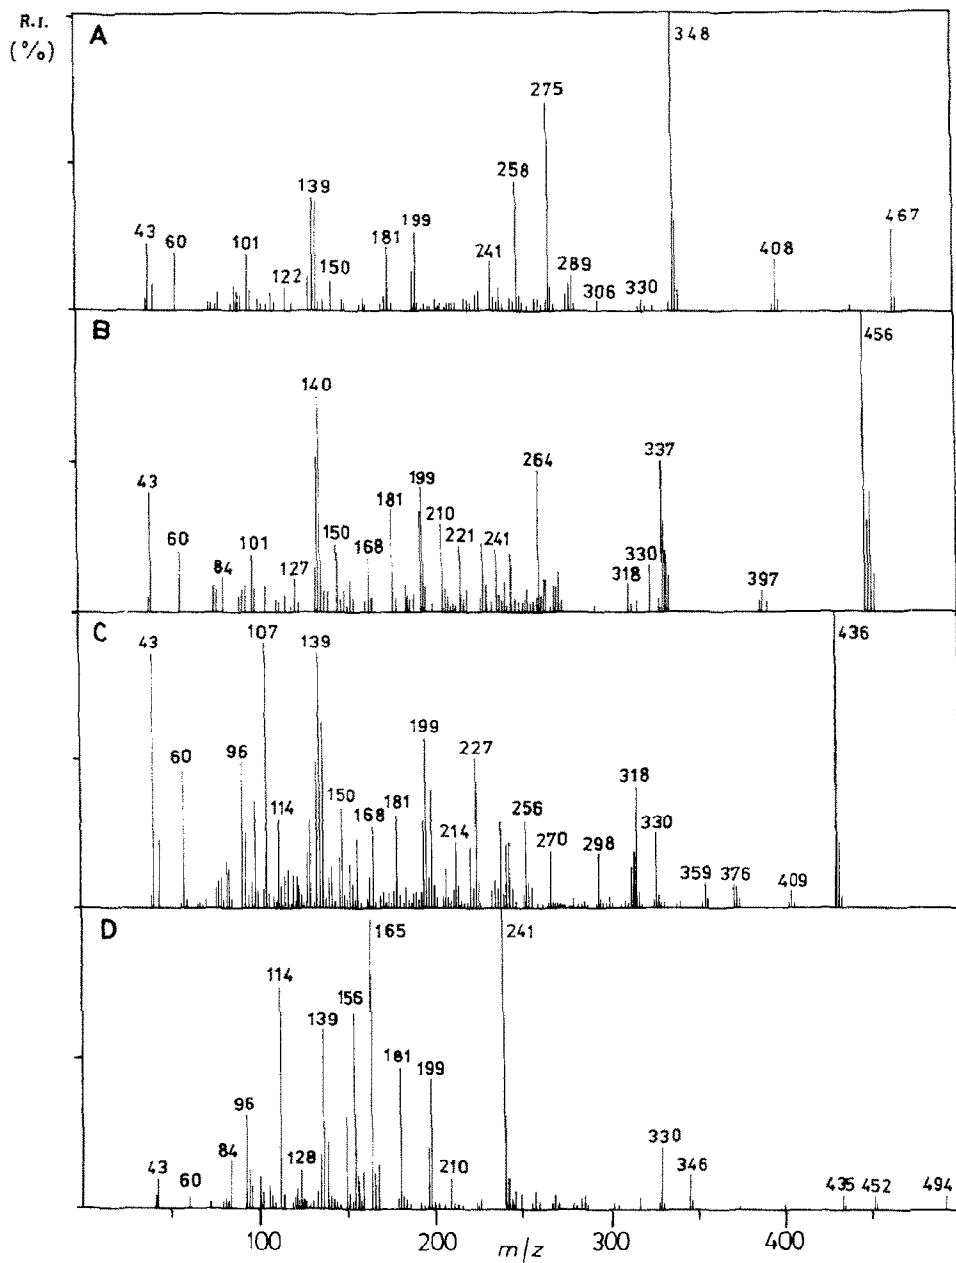 R.I.
(%)
A
43 60 101 122 139 150 181 199 241 258 275 289 306 330 348 408 467
B
43 60 84 101 127 140 150 168 181 199 210 221 241 264 318 330 337 397 456
C
43 60 96 107 114 139 150 168 181 199 214 227 256 270 298 318 330 359 376 409 436
D
43 60 84 96 114 128 139 156 165 181 199 210 241 330 346 435 452 494
100 200 300 400
m/z